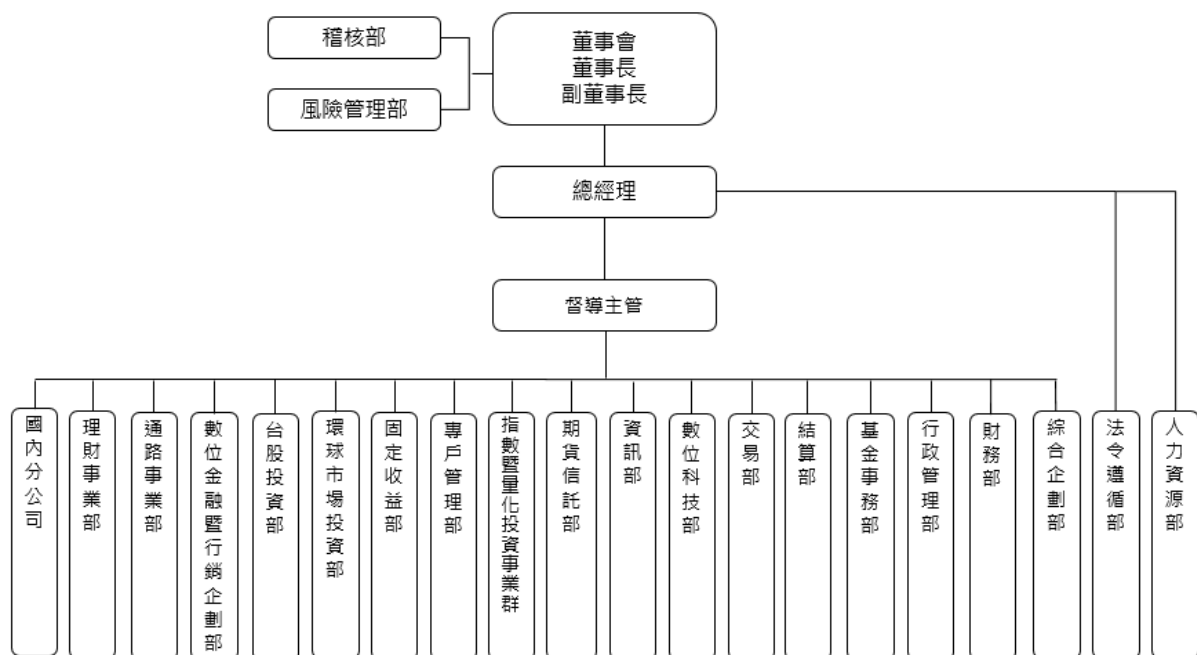 稽核部
風險管理部
董事會
董事長
副董事長
總經理
督導主管
國內分公司
理財事業部
通路事業部
數位金融暨行銷企劃部
台股投資部
環球市場投資部
固定收益部
專戶管理部
指數暨量化投資事業群
期貨信託部
資訊部
數位科技部
交易部
結算部
基金事務部
行政管理部
財務部
綜合企劃部
法令遵循部
人力資源部